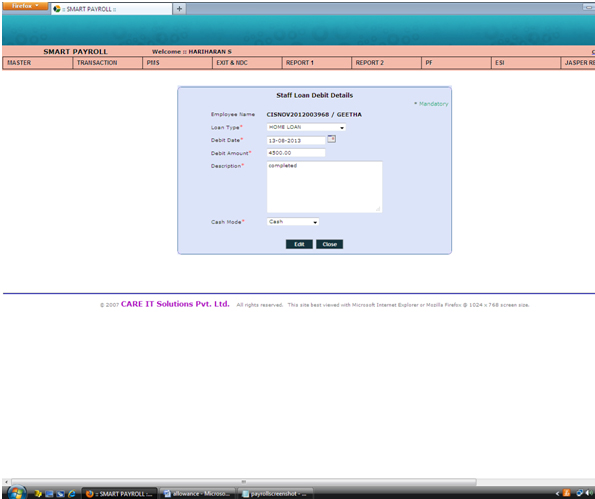 Firefox
:: SMART PAYROLL ::
SMART PAYROLL Welcome :: HARIHARAN S
MASTER TRANSACTION PMS EXIT & NDC REPORT 1 REPORT 2 PF ESI JASPER RE
Staff Loan Debit Details
* Mandatory
Employee Name CISNOV2012003968 / GEETHA
Loan Type* HOME LOAN
Debit Date* 13-08-2013
Debit Amount* 4500.00
Description* completed
Cash Mode* Cash
Edit Close
© 2007 CARE IT Solutions Pvt. Ltd. All rights reserved. This site best viewed with Microsoft Internet Explorer or Mozilla Firefox @ 1024 x 768 screen size.
:: SMART PAYROLL :... allowance - Microso... payrollscreenshot - ...